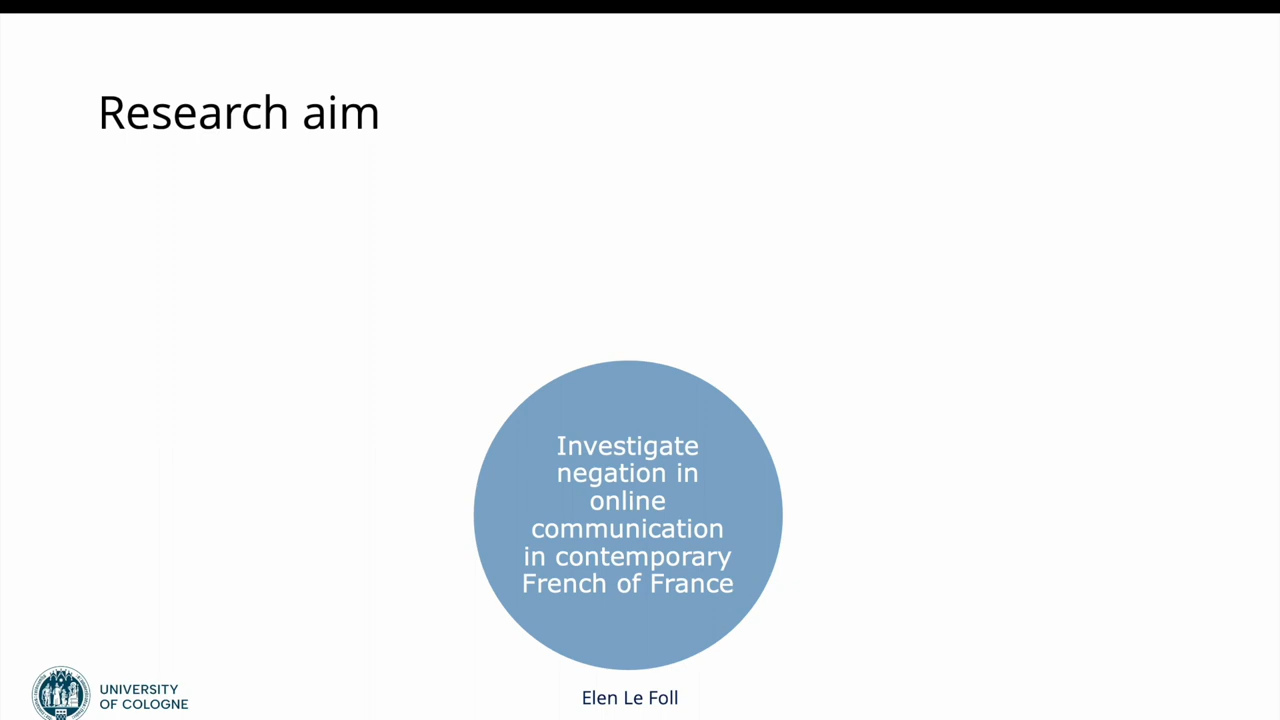 Research aim
Investigate
negation in
online
communication
in contemporary
French of France
UNIVERSITY
OF COLOGNE
Elen Le Foll